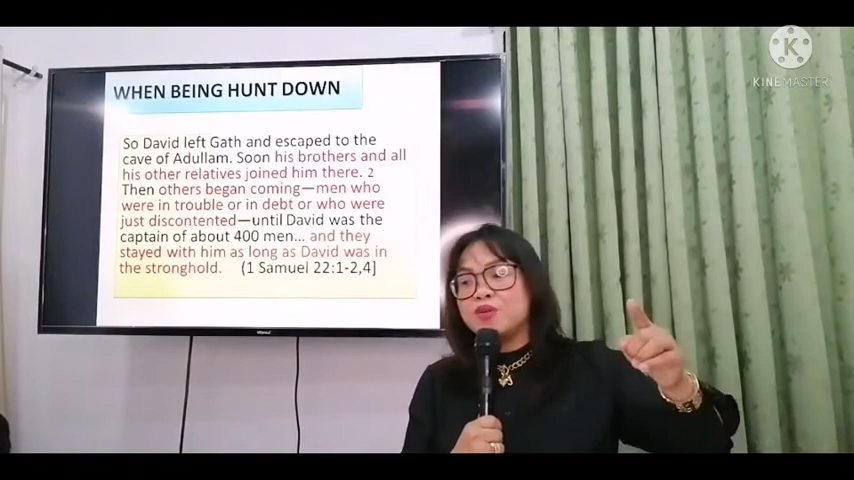 WHEN BEING HUNT DOWN
So David left Gath and escaped to the
cave of Adullam. Soon his brothers and all
his other relatives joined him there. 2
Then others began coming—men who
were in trouble or in debt or who were
just discontented—until David was the
captain of about 400 men... and they
stayed with him as long as David was in
the stronghold. (1 Samuel 22:1-2,4]
K
KINEMASTER